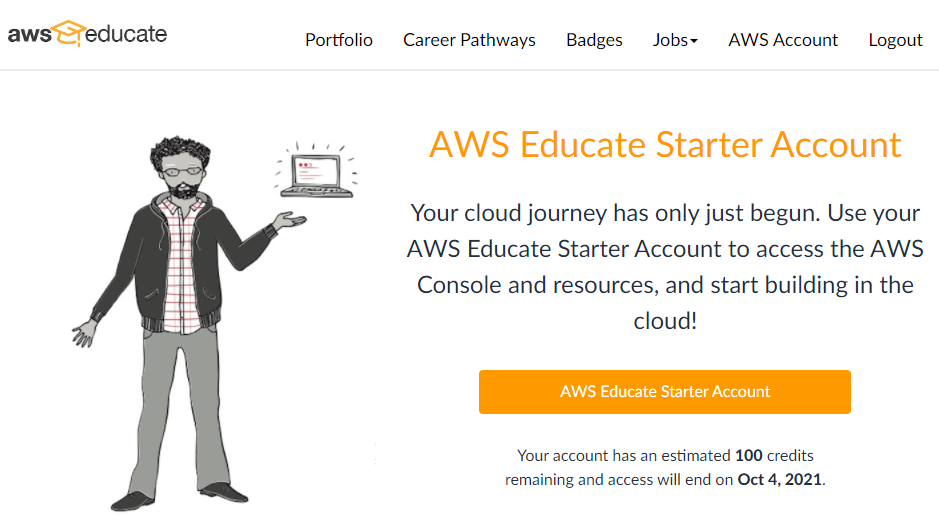 aws educate
Portfolio Career Pathways Badges Jobs AWS Account Logout
AWS Educate Starter Account
Your cloud journey has only just begun. Use your
AWS Educate Starter Account to access the AWS
Console and resources, and start building in the
cloud!
AWS Educate Starter Account
Your account has an estimated 100 credits
remaining and access will end on Oct 4, 2021.